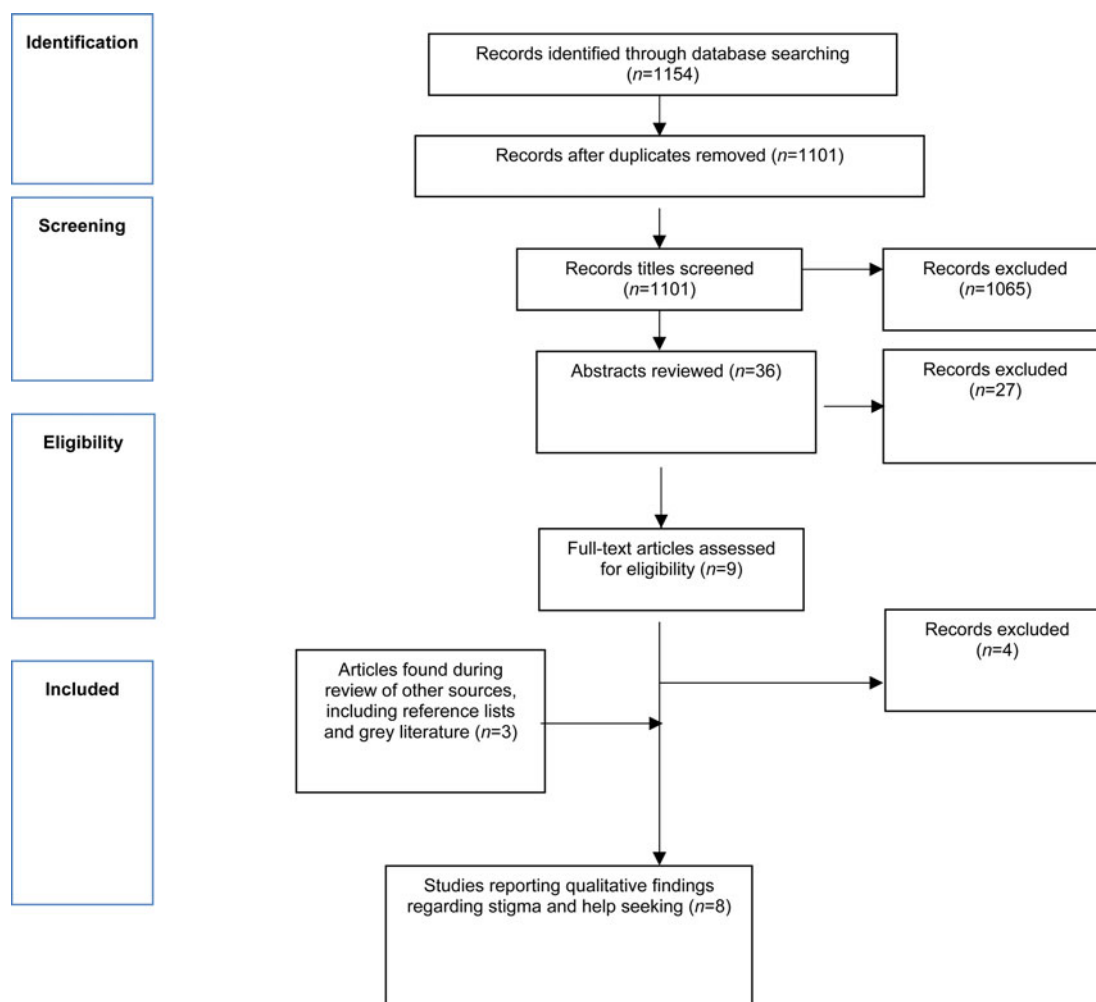 Identification
Records identified through database searching
(n=1154)
Records after duplicates removed (n=1101)
Screening
Records titles screened
(n=1101)
Records excluded
(n=1065)
Abstracts reviewed (n=36)
Records excluded
(n=27)
Eligibility
Full-text articles assessed
for eligibility (n=9)
Records excluded
(n=4)
Included
Articles found during
review of other sources,
including reference lists
and grey literature (n=3)
Studies reporting qualitative findings
regarding stigma and help seeking (n=8)